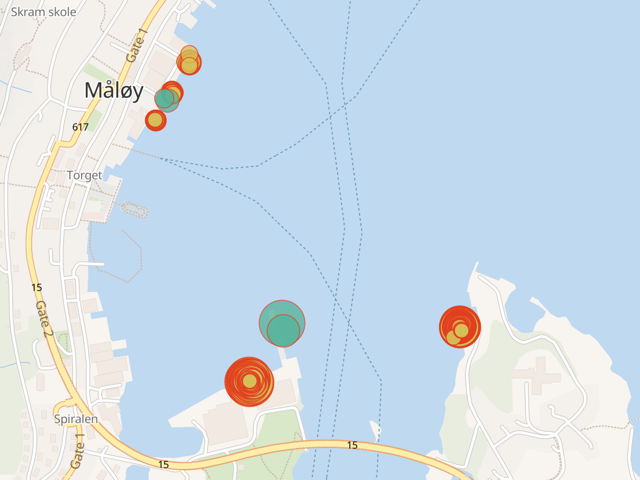 Skram skole
Gate 1
Måløy
617
Torget
15
Gate 2
Spiralen
Gate 1
15
15